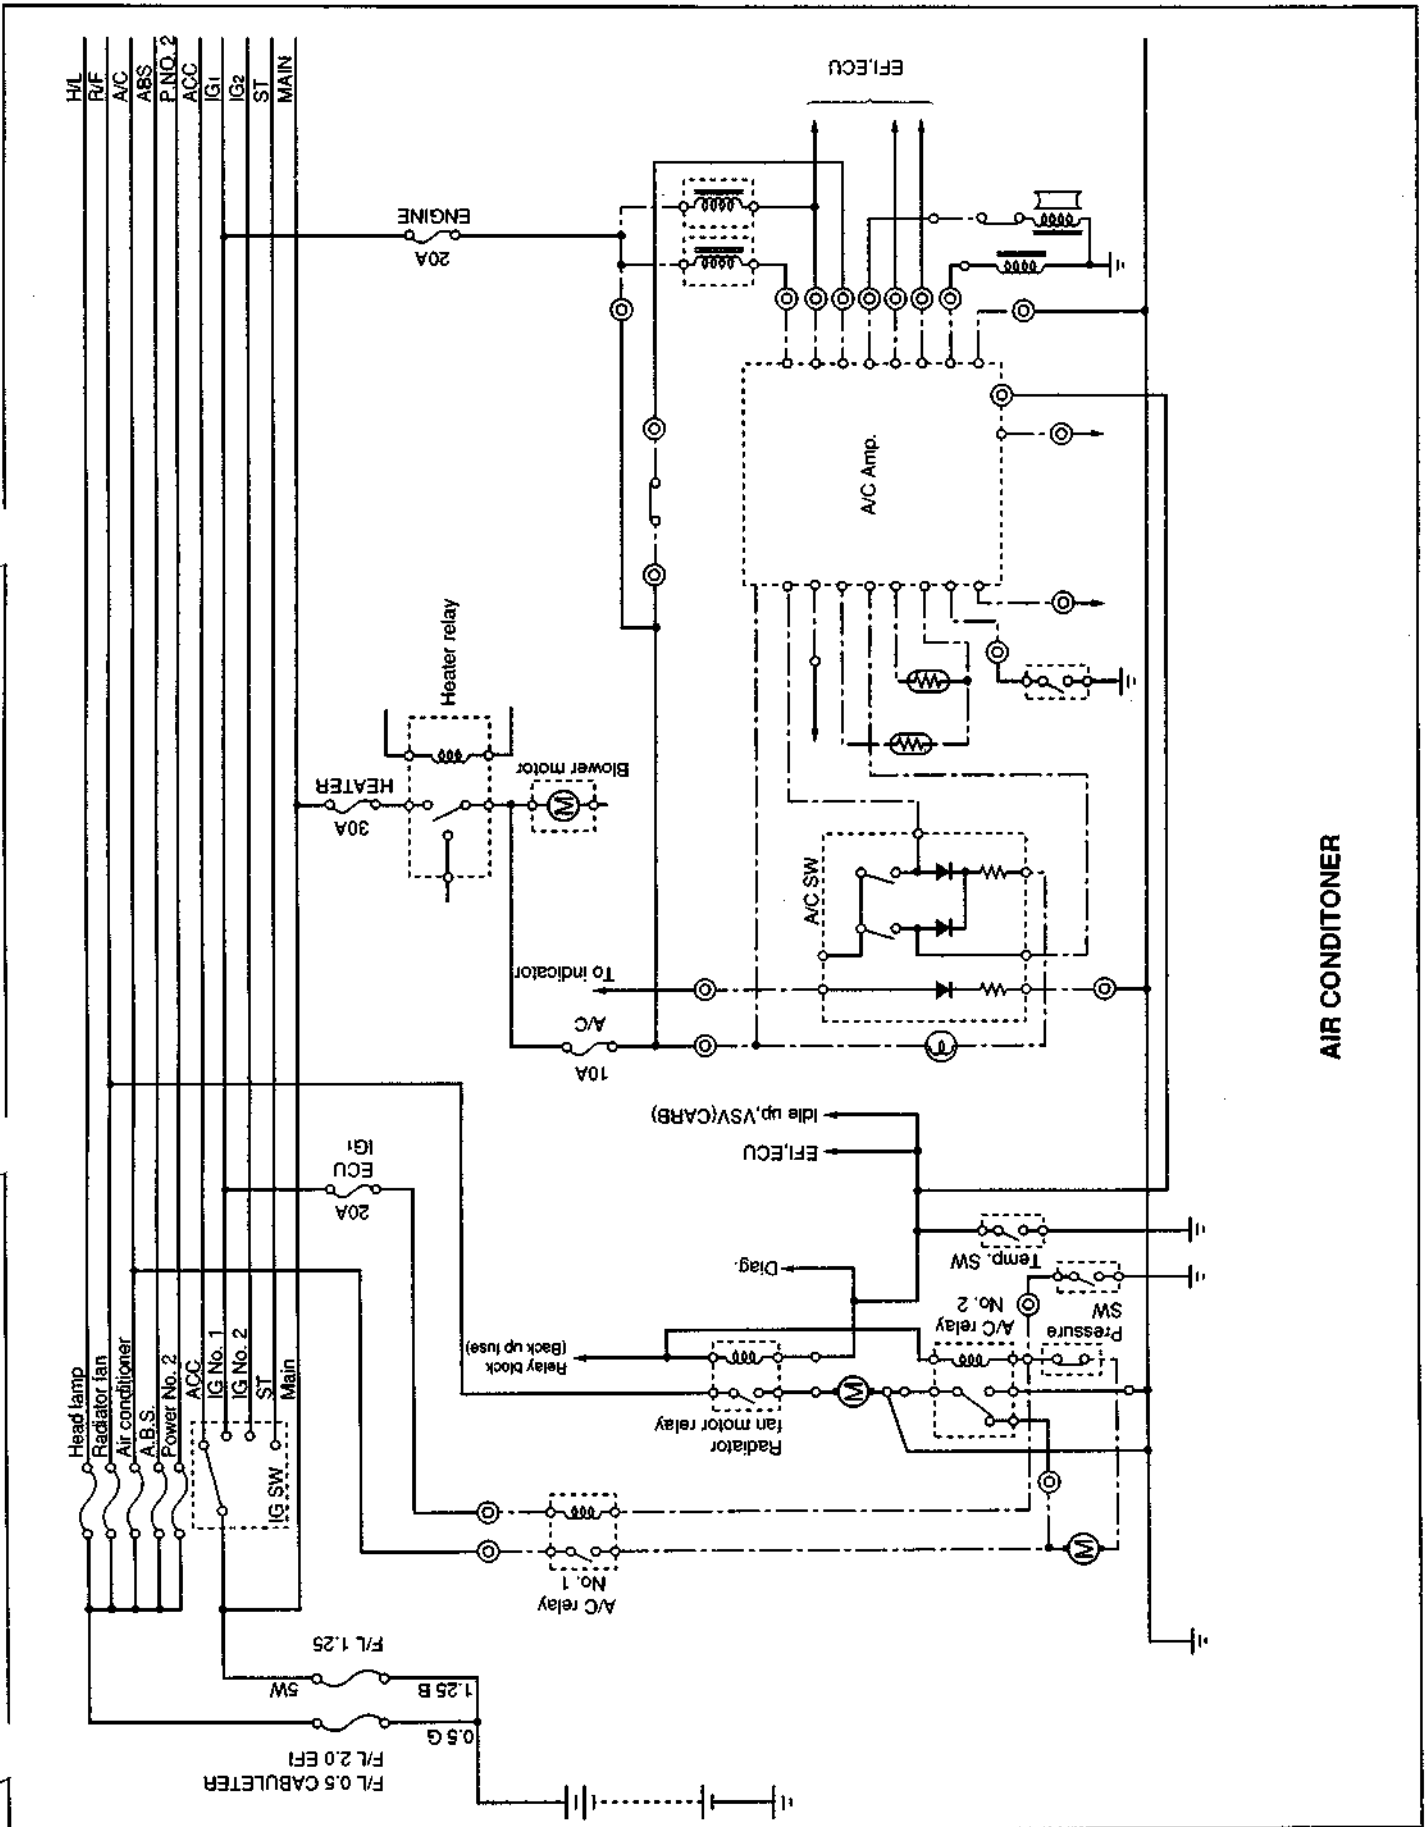 H/L
R/F
A/C
ABS
P.NO. 2
ACC
IG1
IG2
ST
MAIN
EFI,ECU
ENGINE
20A
A/C Amp.
Heater relay
HEATER
30A
Blower motor
A/C SW
To indicator
A/C
10A
Idle up,VSV(CARB)
EFI,ECU
IG1
ECU
20A
Temp. SW
Diag.
Pressure
SW
A/C relay
No. 2
Relay block
(Back up fuse)
Radiator
fan motor relay
Head lamp
Radiator fan
Air conditioner
A.B.S.
Power No. 2
ACC
IG No. 1
IG No. 2
ST
Main
IG SW
A/C relay
No. 1
F/L 1.25
5W
1.25 B
0.5 G
F/L 0.5 CABULETER
F/L 2.0 EFI
M
M
M
AIR CONDITONER